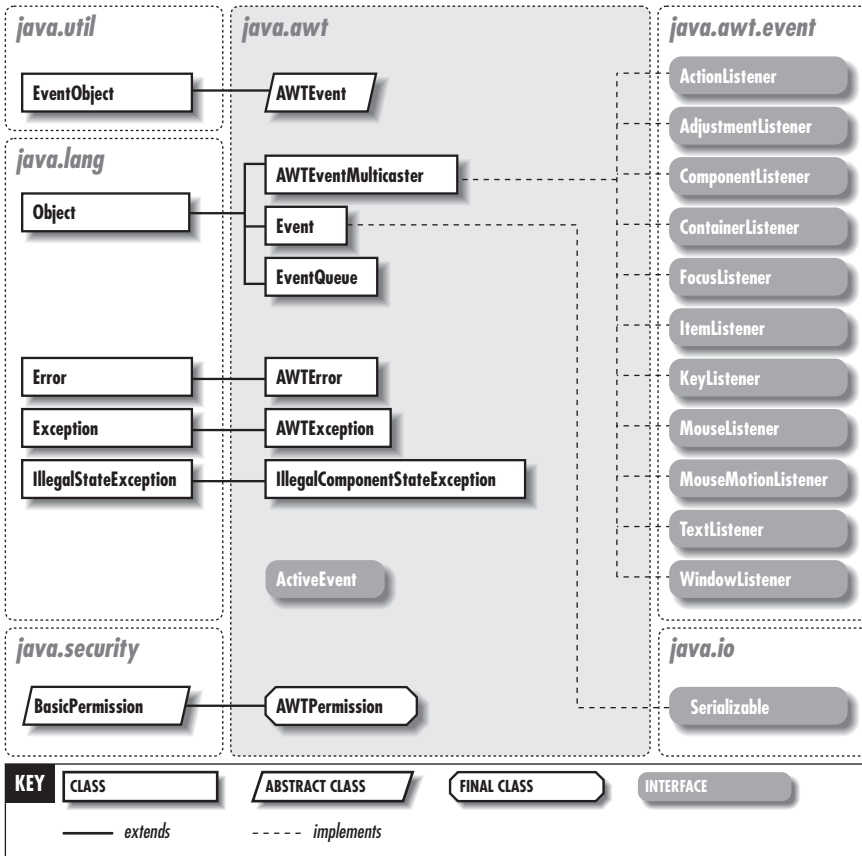 java.util
java.awt
java.awt.event
EventObject
AWTEvent
ActionListener
AdjustmentListener
java.lang
AWTEventMulticaster
ComponentListener
Object
Event
ContainerListener
EventQueue
FocusListener
ItemListener
Error
AWTError
KeyListener
Exception
AWTException
MouseListener
IllegalStateException
IllegalComponentStateException
MouseMotionListener
TextListener
ActiveEvent
WindowListener
java.security
java.io
BasicPermission
AWTPermission
Serializable
KEY
CLASS
ABSTRACT CLASS
FINAL CLASS
INTERFACE
extends
implements